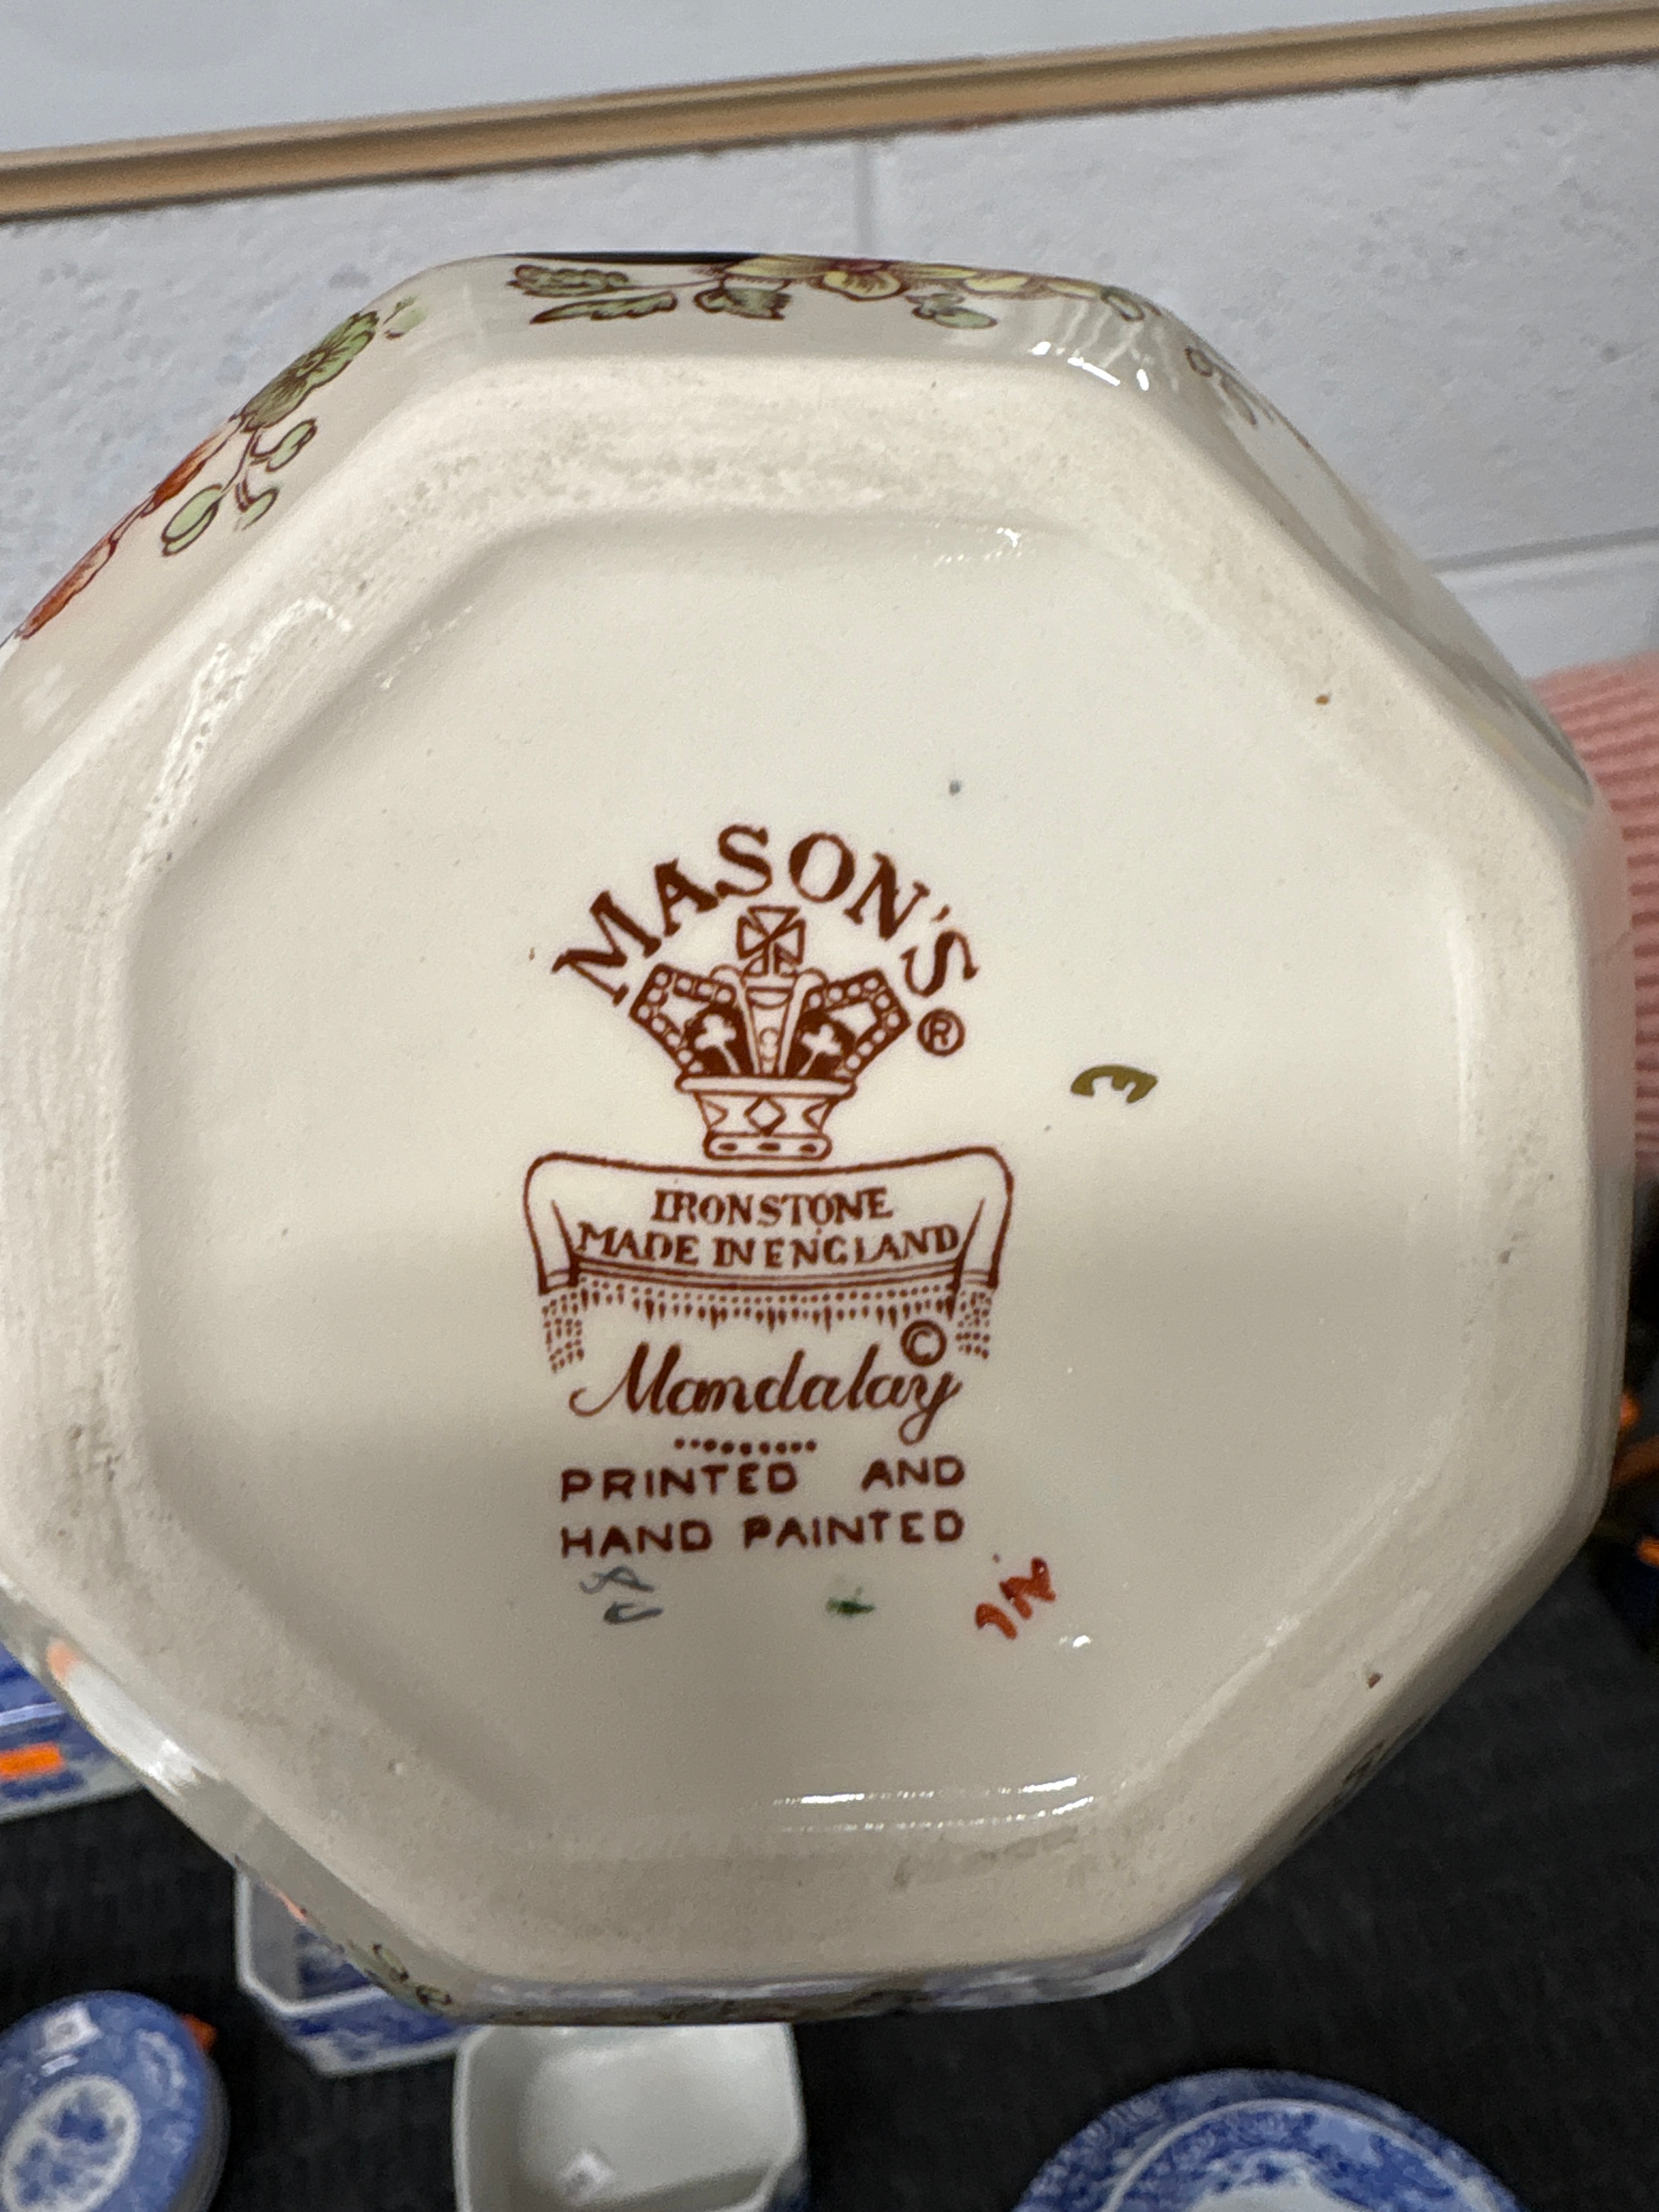 MASON'S
®
IRONSTONE
MADE IN ENGLAND
©
Mandalay
PRINTED AND
HAND PAINTED